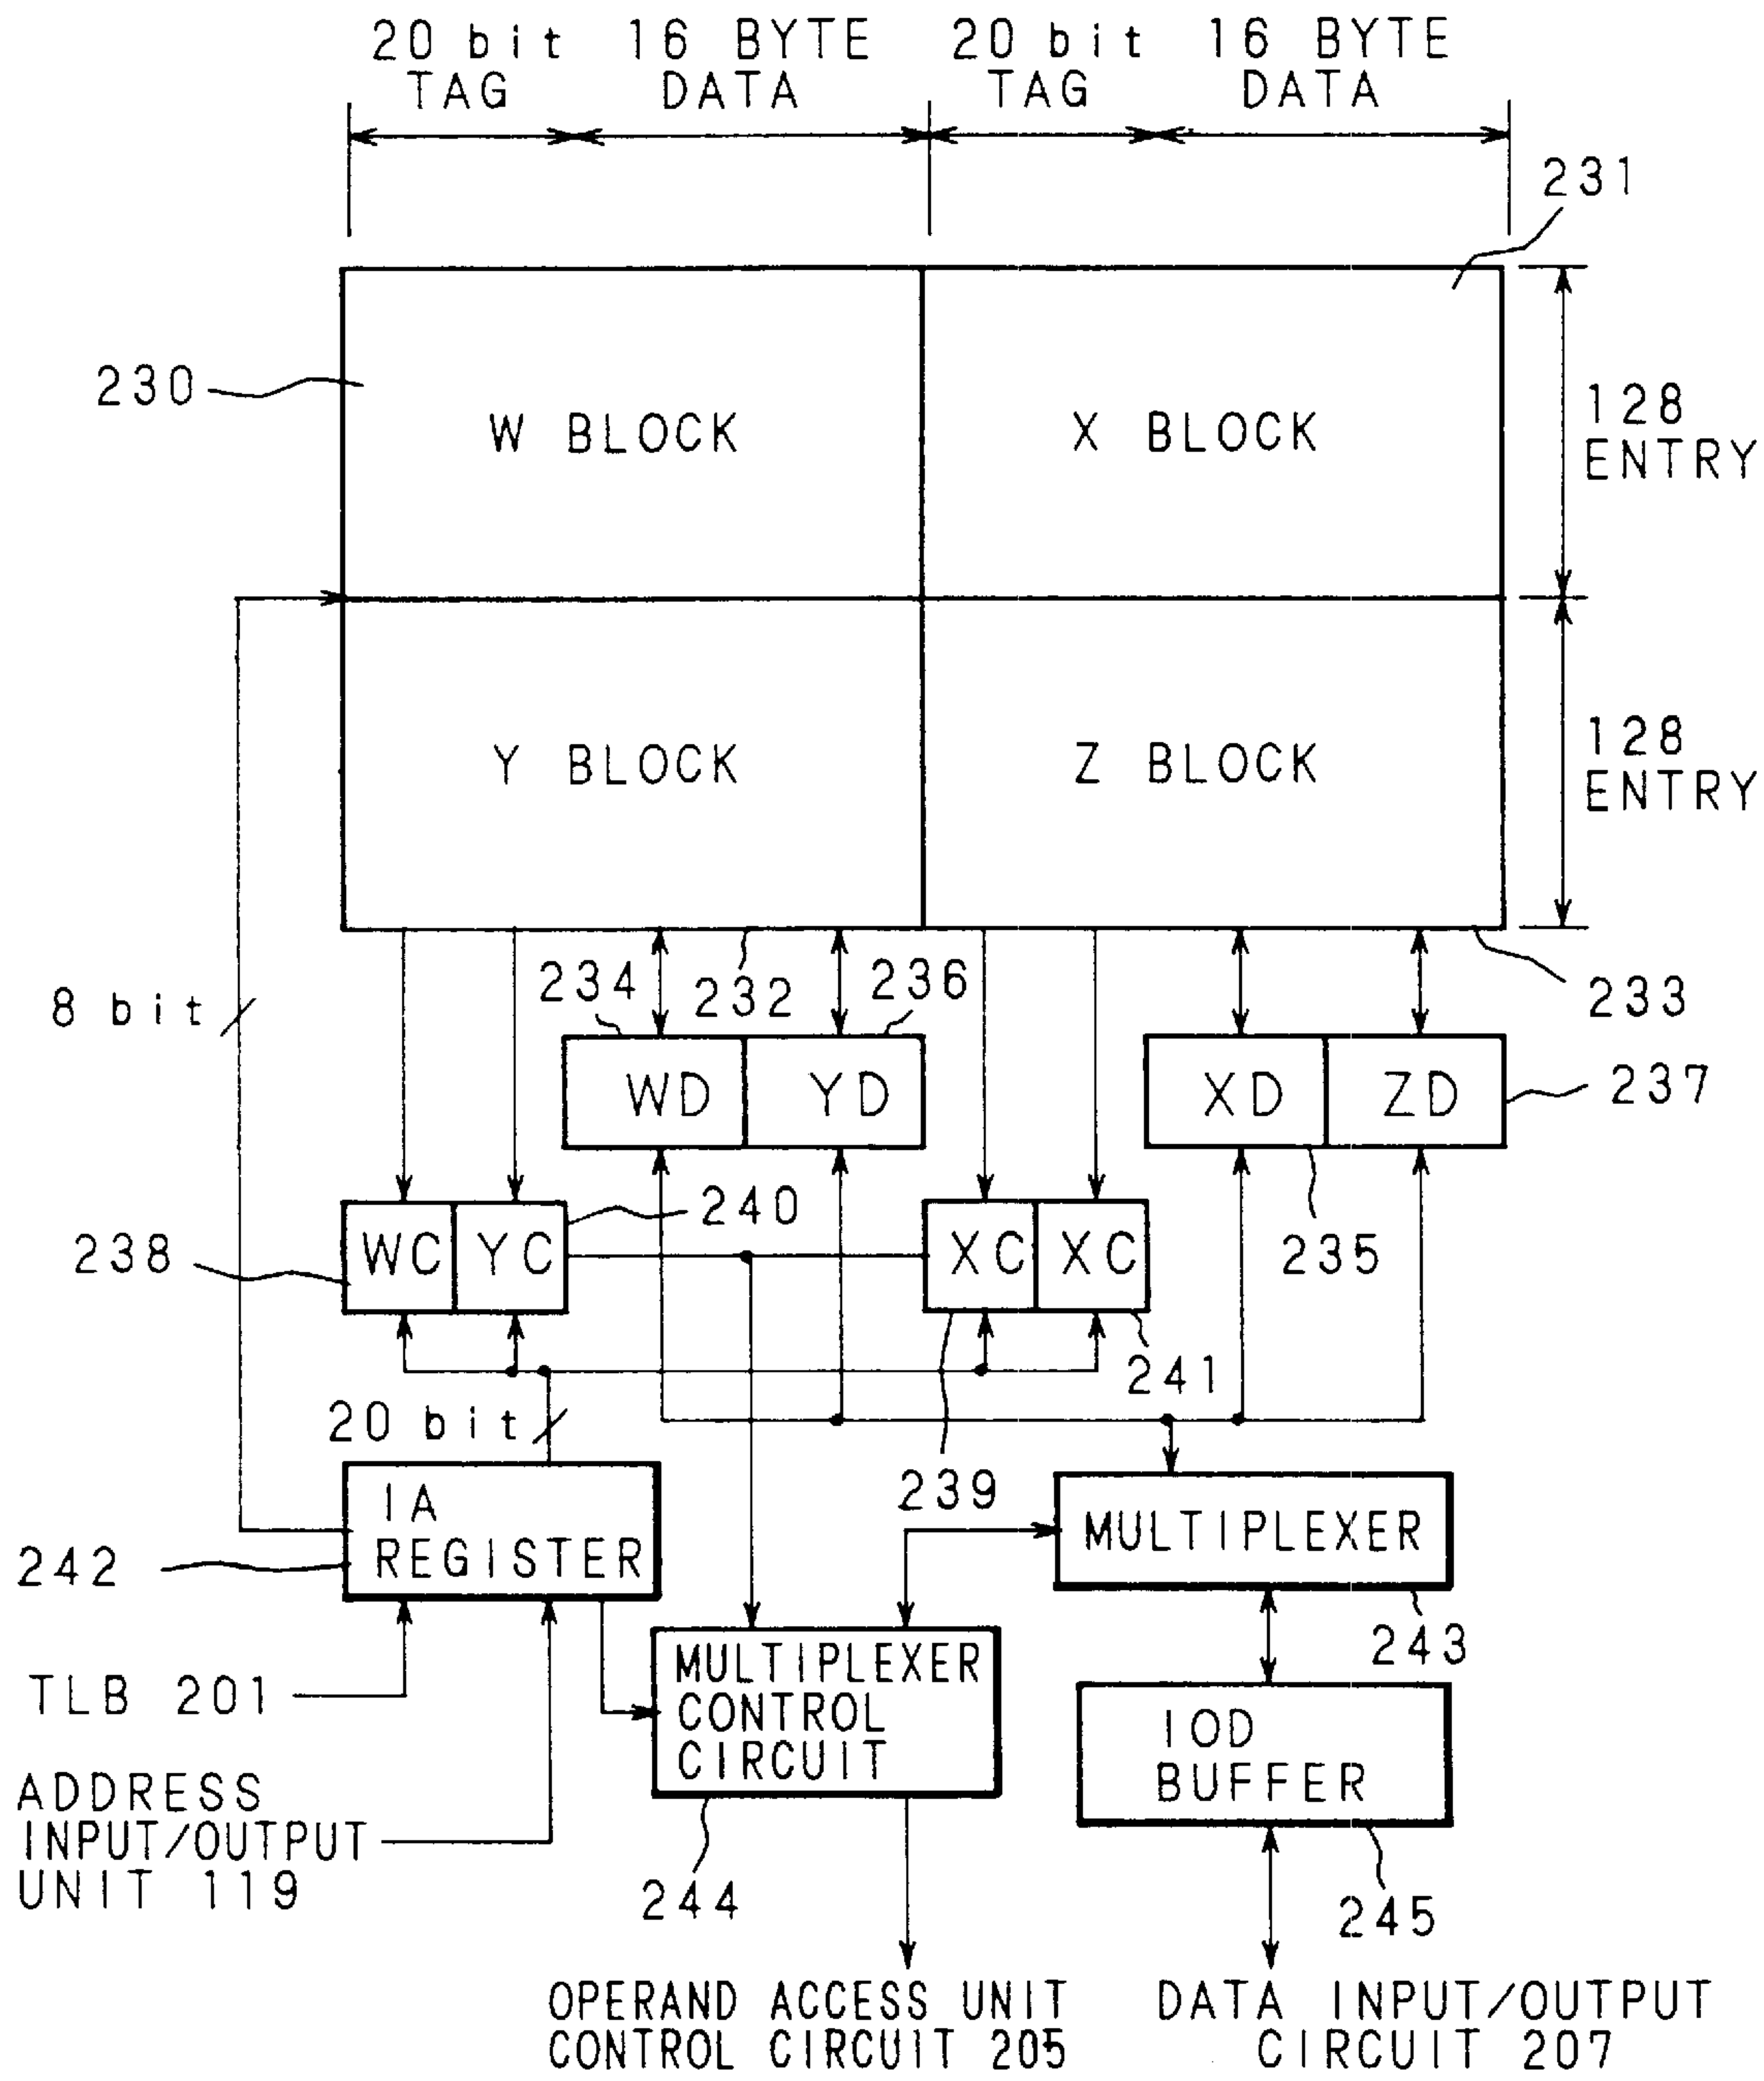 20 bit 16 BYTE 20 bit 16 BYTE
TAG DATA TAG DATA
231
230
W BLOCK
X BLOCK
128
ENTRY
Y BLOCK
Z BLOCK
128
ENTRY
8 bit
234
232
236
233
WD
YD
XD
ZD
237
240
238
WC
YC
XC
XC
235
241
20 bit
239
IA
REGISTER
MULTIPLEXER
242
243
TLB 201
MULTIPLEXER
CONTROL
CIRCUIT
IOD
BUFFER
ADDRESS
INPUT/OUTPUT
UNIT 119
244
245
OPERAND ACCESS UNIT
CONTROL CIRCUIT 205
DATA INPUT/OUTPUT
CIRCUIT 207